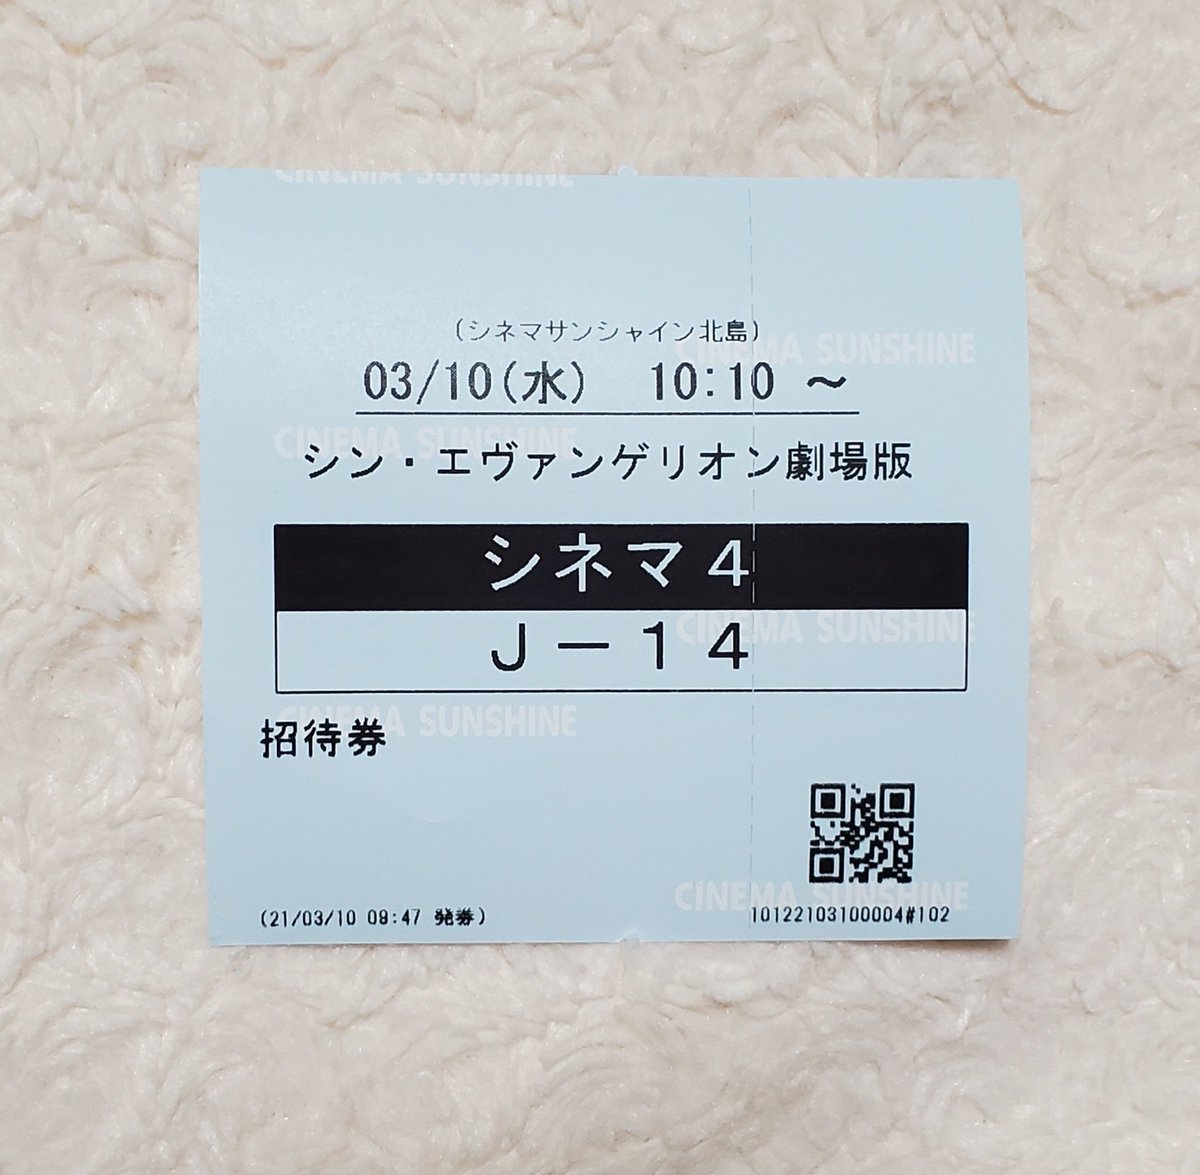 CINEMA SUNSHINE
(シネマサンシャイン北島)
CINEMA SUNSHINE
03/10(水) 10:10 ～
CINEMA SUNSHINE
シン・エヴァンゲリオン劇場版
シネマ４
CINEMA SUNSHINE
Ｊ－１４
CINEMA SUNSHINE
招待券
CINEMA SUNSHINE
(21/03/10 09:47 発券)
10122103100004#102